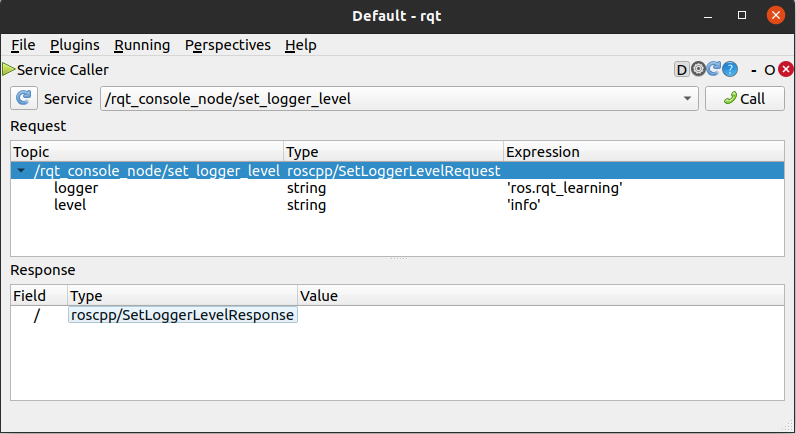 Default - rqt
File Plugins Running Perspectives Help
Service Caller D ? - O
Service /rqt_console_node/set_logger_level Call
Request
Topic Type Expression
/rqt_console_node/set_logger_level roscpp/SetLoggerLevelRequest
logger string 'ros.rqt_learning'
level string 'info'
Response
Field Type Value
/ roscpp/SetLoggerLevelResponse